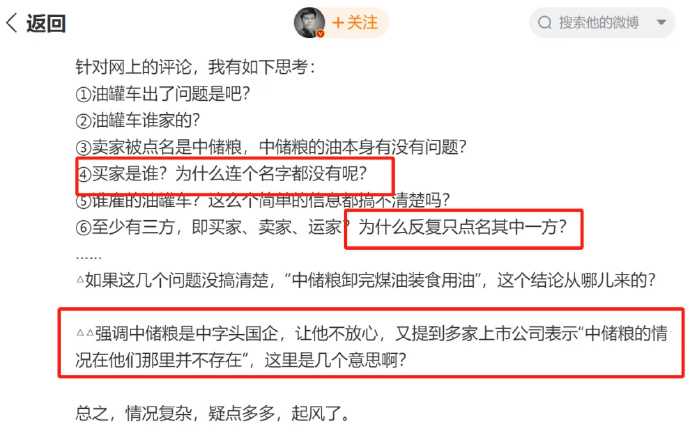 返回
+关注
搜索他的微博
针对网上的评论，我有如下思考：
①油罐车出了问题是吧？
②油罐车谁家的？
③卖家被点名是中储粮，中储粮的油本身有没有问题？
④买家是谁？为什么连个名字都没有呢？
⑤谁雇的油罐车？这么个简单的信息都搞不清楚吗？
⑥至少有三方，即买家、卖家、运家？为什么反复只点名其中一方？
……
△如果这几个问题没搞清楚，“中储粮卸完煤油装食用油”，这个结论从哪儿来的？
△△强调中储粮是中字头国企，让他不放心，又提到多家上市公司表示“中储粮的情
况在他们那里并不存在”，这里是几个意思啊？
总之，情况复杂，疑点多多，起风了。